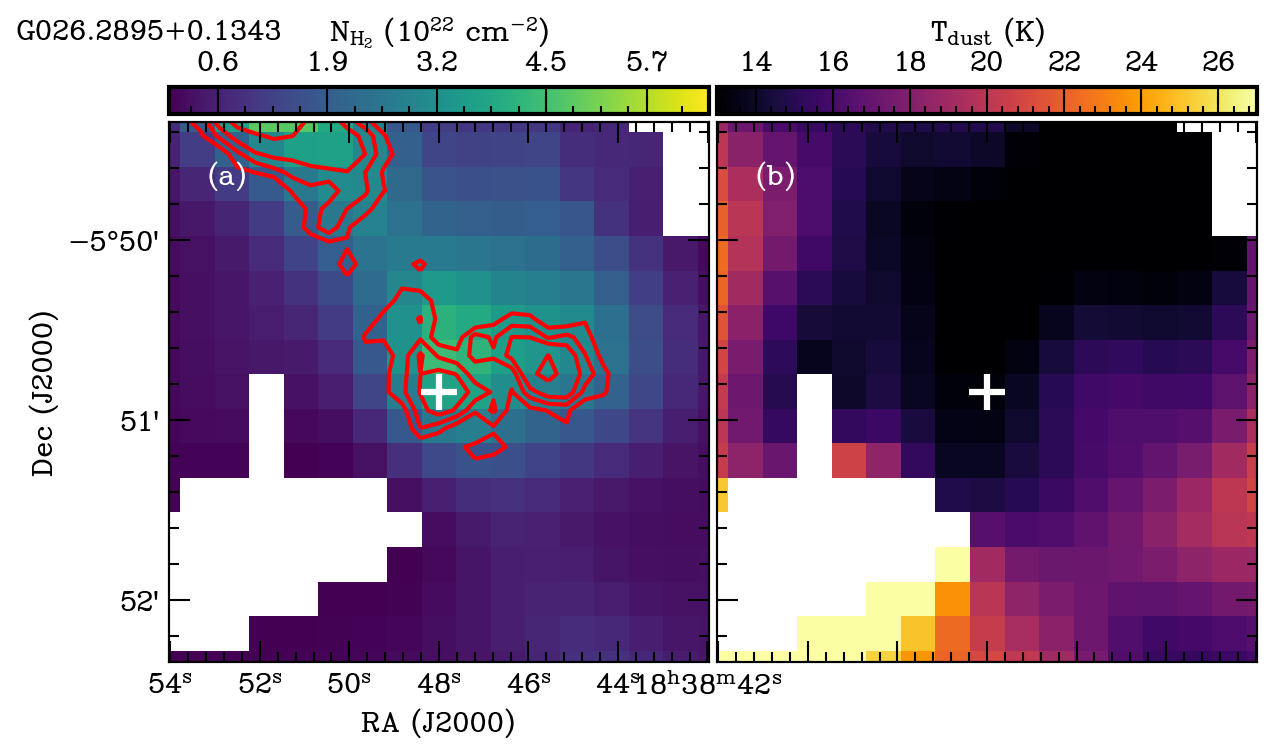 G026.2895+0.1343 N_H₂ (10²² cm⁻²) T_dust (K)
0.6 1.9 3.2 4.5 5.7 14 16 18 20 22 24 26
(a) (b)
−5°50'
51'
52'
Dec (J2000)
54ˢ 52ˢ 50ˢ 48ˢ 46ˢ 44ˢ 18ʰ38ᵐ42ˢ
RA (J2000)